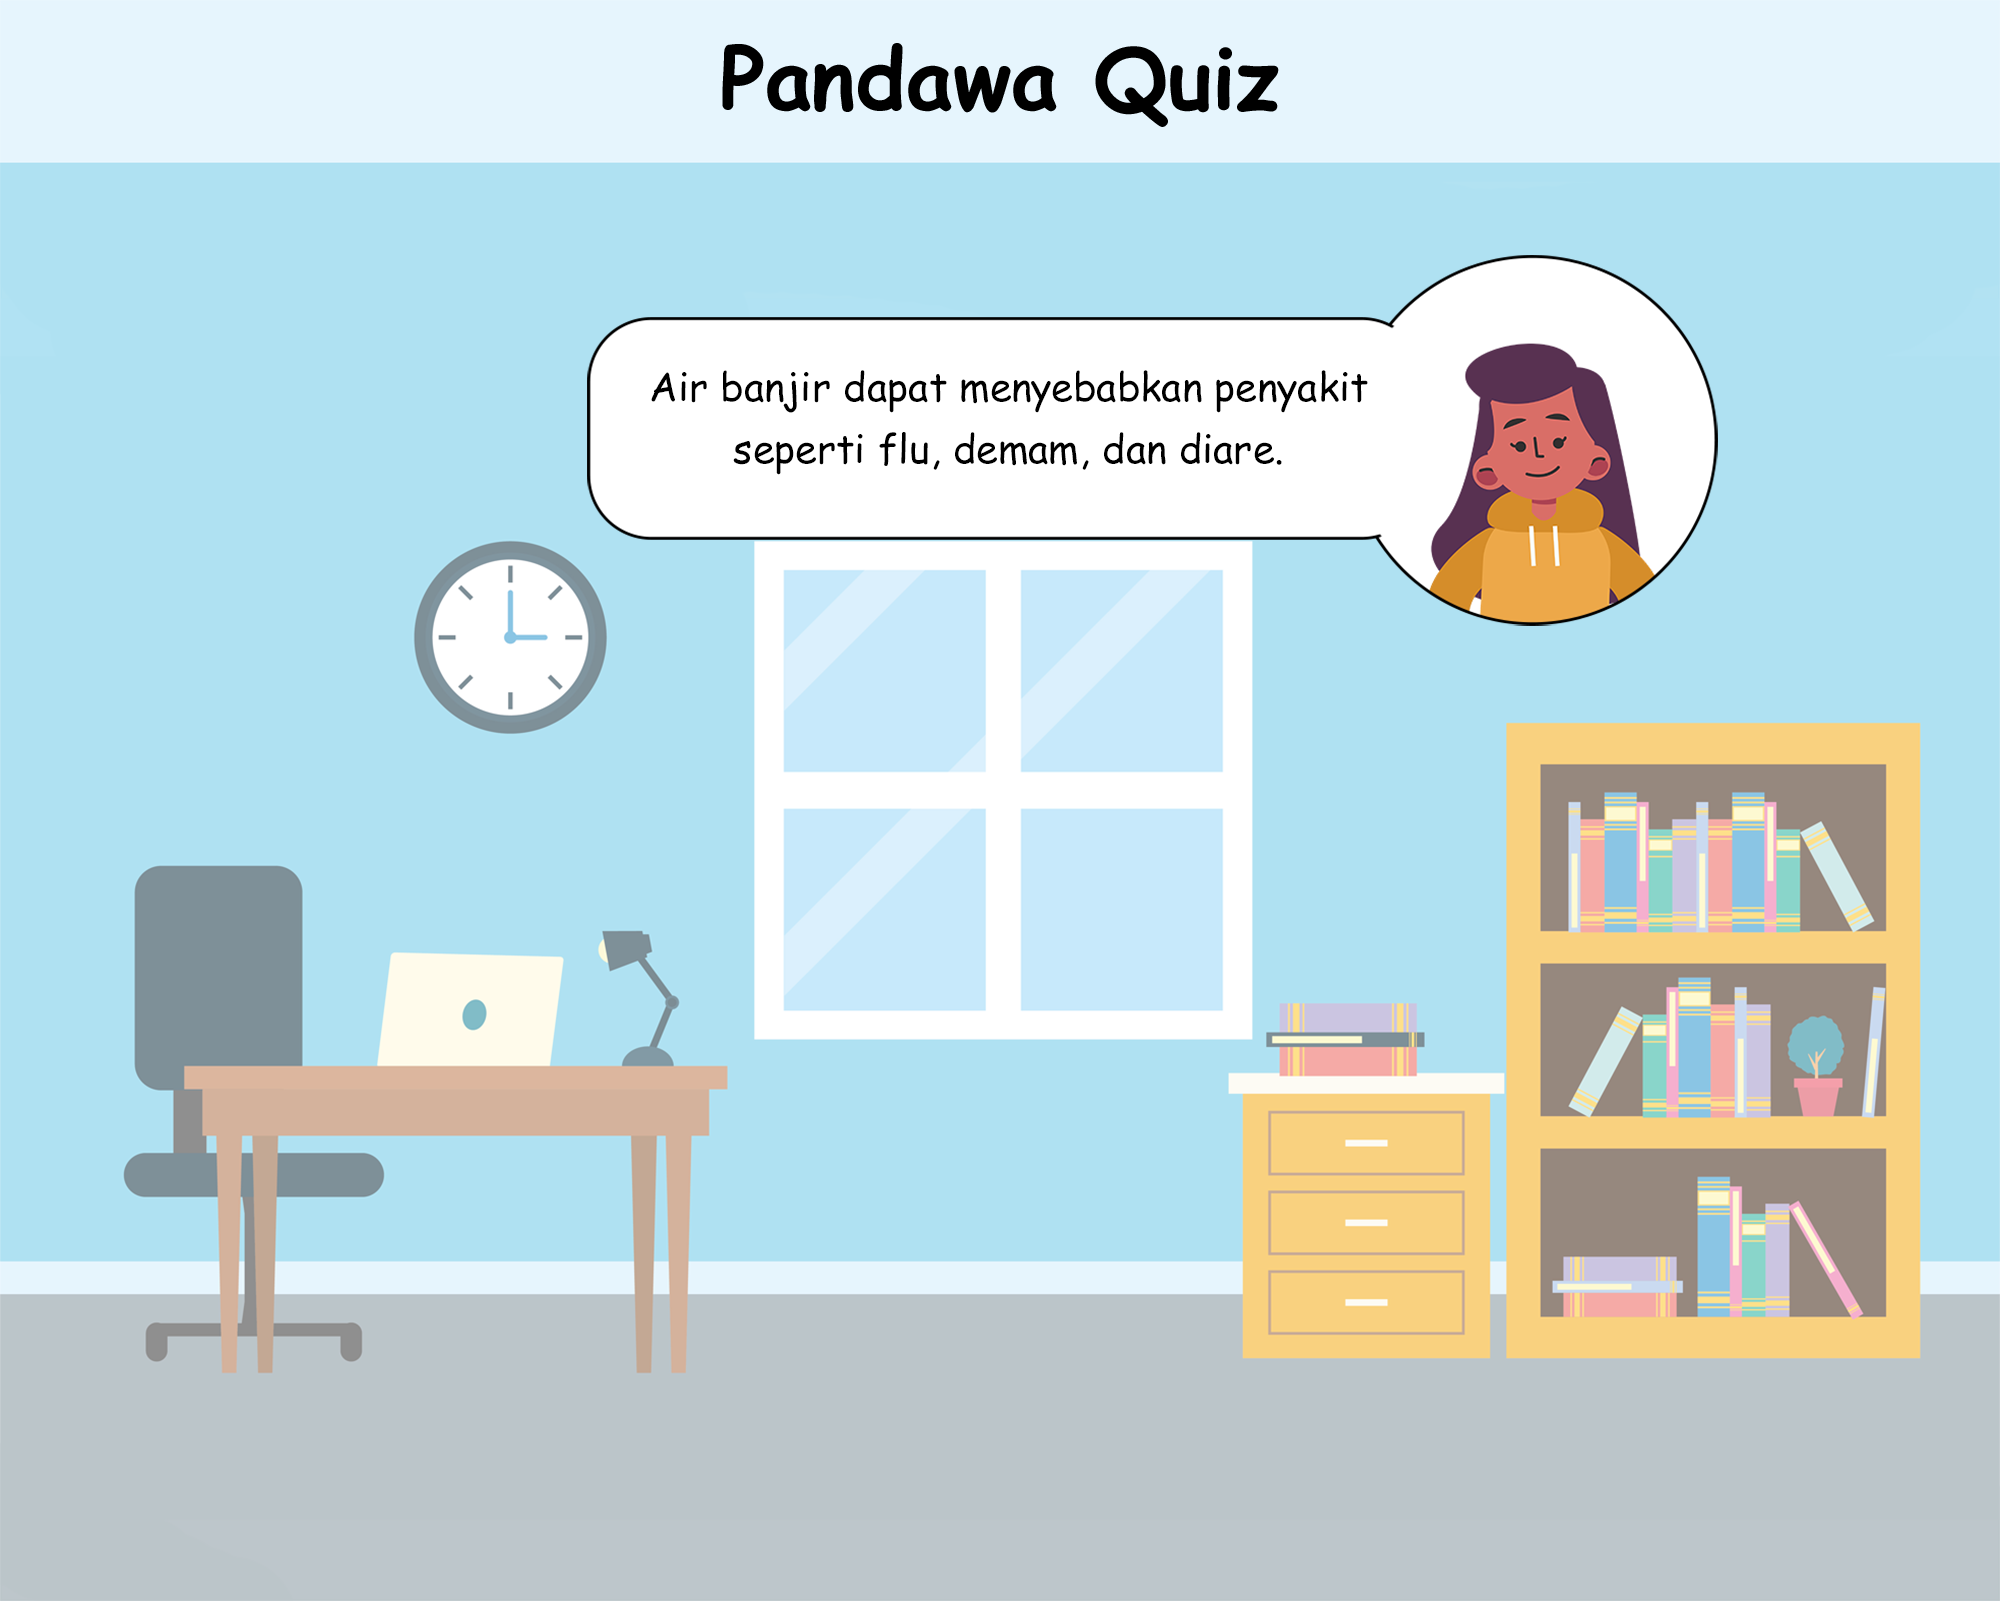 Pandawa Quiz
Air banjir dapat menyebabkan penyakit
seperti flu, demam, dan diare.